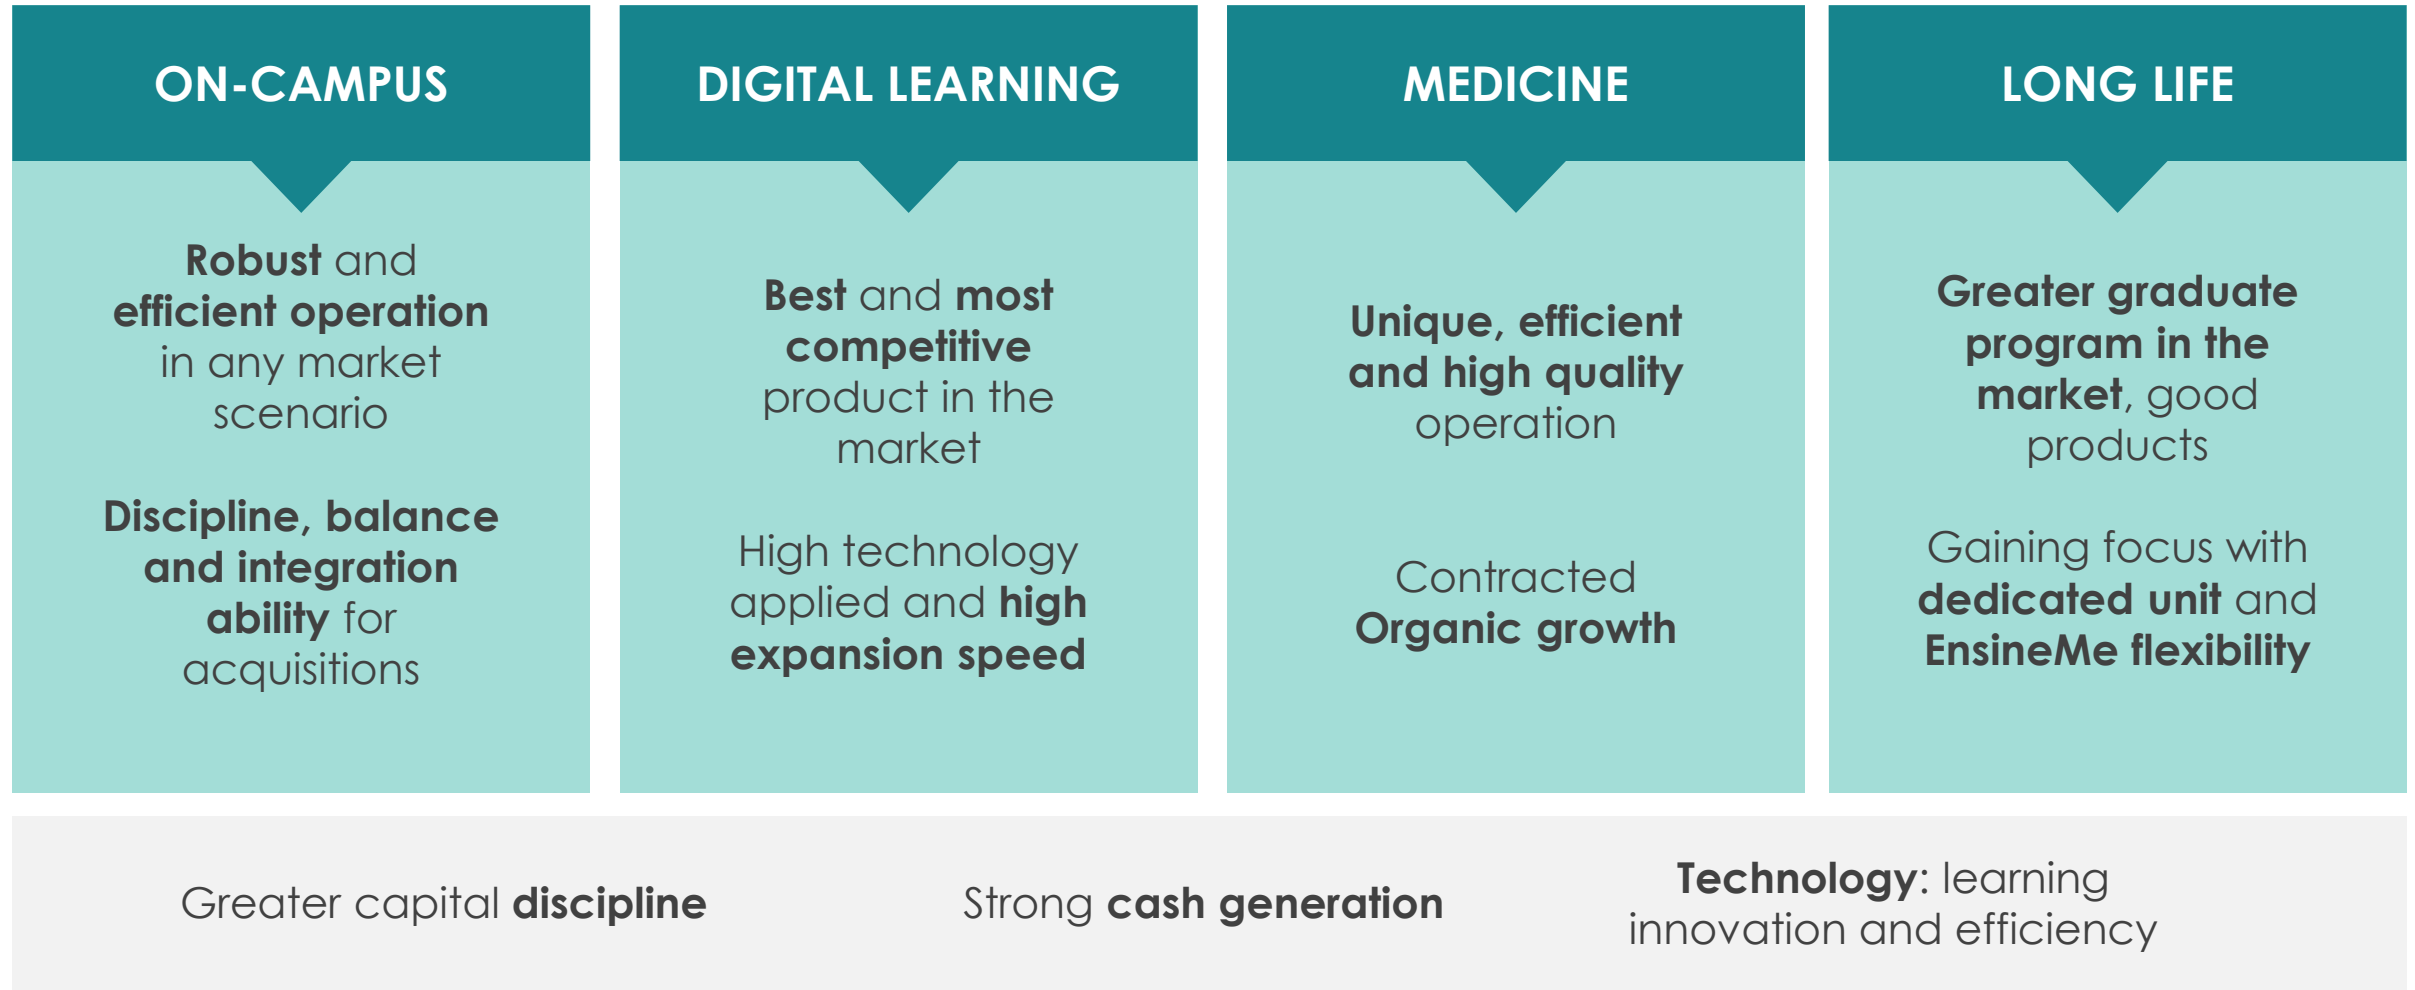 ON-CAMPUS
Robust and
efficient operation
in any market
scenario
Discipline, balance
and integration
ability for
acquisitions
DIGITAL LEARNING
Best and most
competitive
product in the
market
High technology
applied and high
expansion speed
MEDICINE
Unique, efficient
and high quality
operation
Contracted
Organic growth
LONG LIFE
Greater graduate
program in the
market, good
products
Gaining focus with
dedicated unit and
EnsineMe flexibility
Greater capital discipline
Strong cash generation
Technology: learning
innovation and efficiency